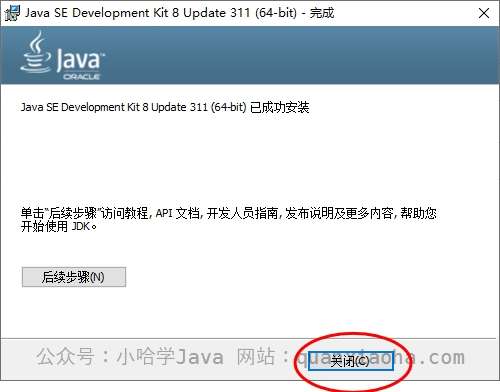 Java SE Development Kit 8 Update 311 (64-bit) - 完成
Java
ORACLE
Java SE Development Kit 8 Update 311 (64-bit) 已成功安装
单击“后续步骤”访问教程, API 文档, 开发人员指南, 发布说明及更多内容, 帮助您
开始使用 JDK。
后续步骤(N)
公众号：小哈学Java 网站：quanxiaoha.com
关闭(C)